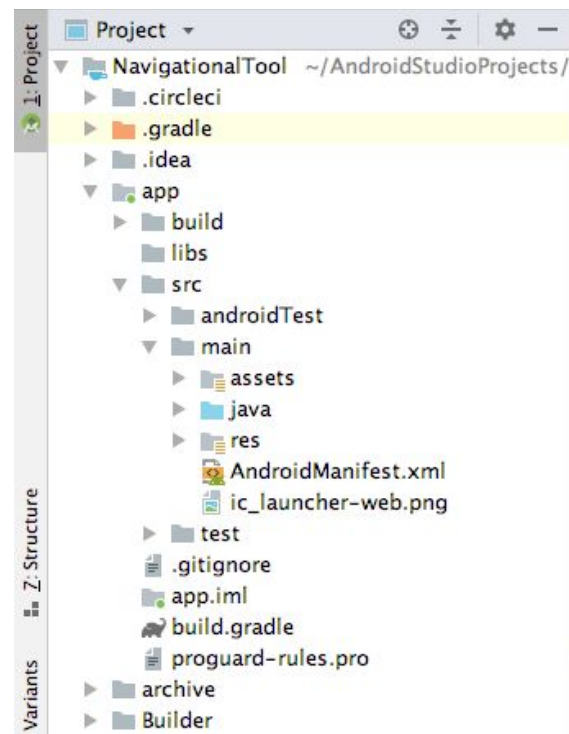 1: Project
Project
NavigationalTool ~/AndroidStudioProjects/
.circleci
.gradle
.idea
app
build
libs
src
androidTest
main
assets
java
res
AndroidManifest.xml
ic_launcher-web.png
test
.gitignore
app.iml
build.gradle
proguard-rules.pro
archive
Builder
7: Structure
Variants